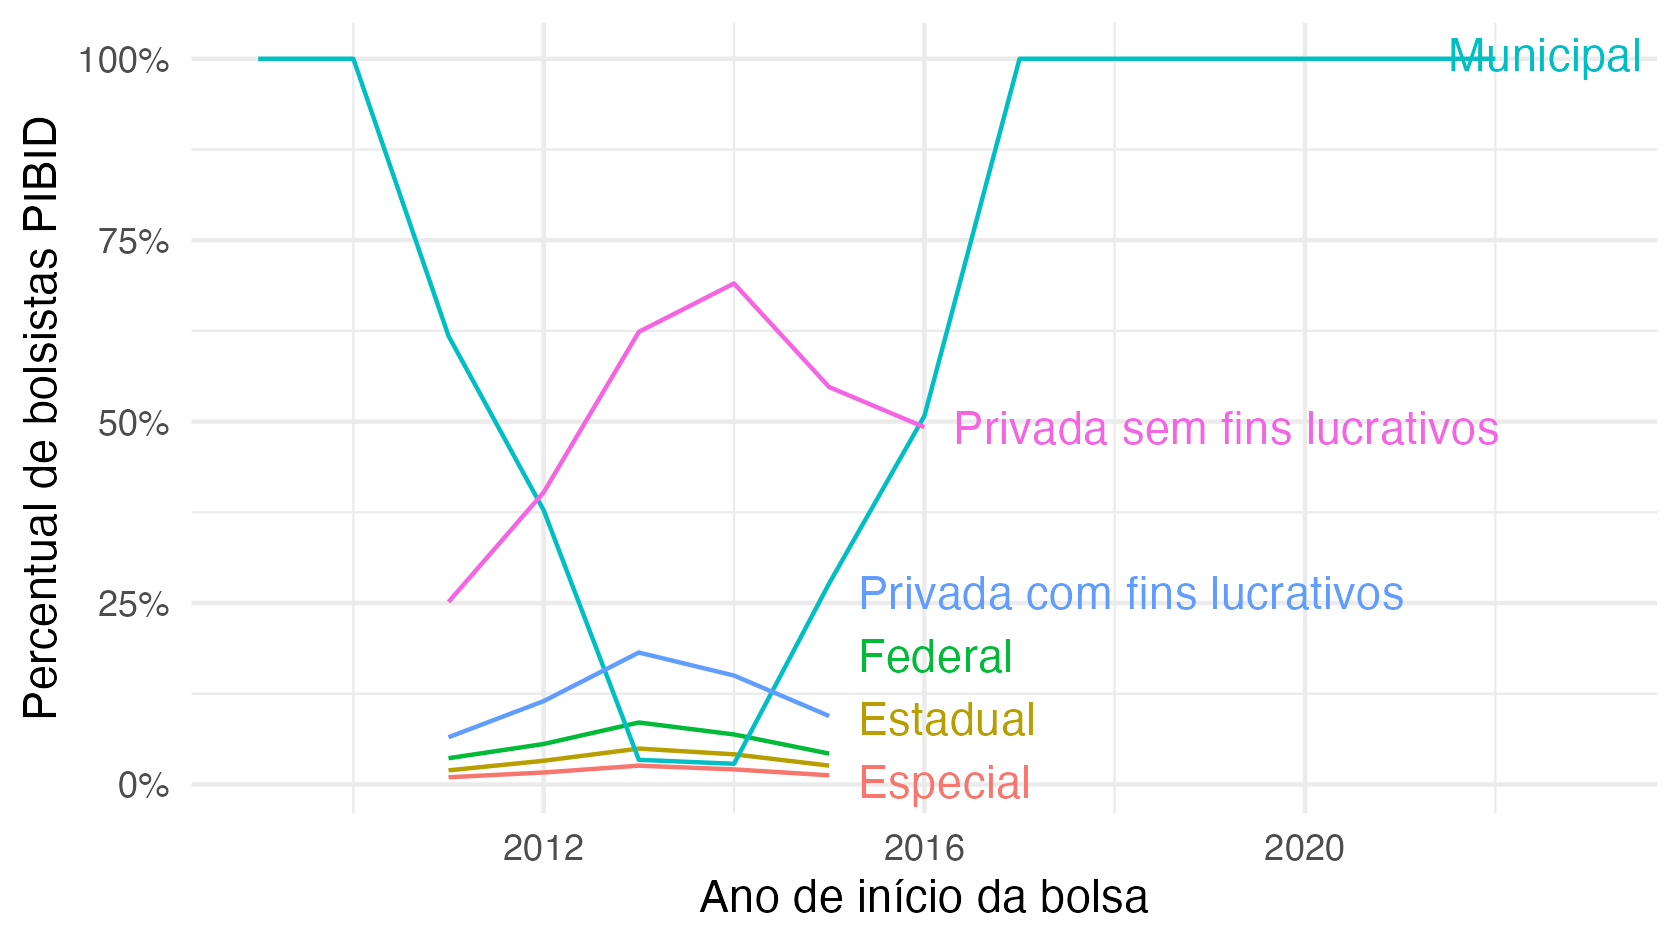 Percentual de bolsistas PIBID
100%
75%
50%
25%
0%
Municipal
Privada sem fins lucrativos
Privada com fins lucrativos
Federal
Estadual
Especial
2012
2016
2020
Ano de início da bolsa